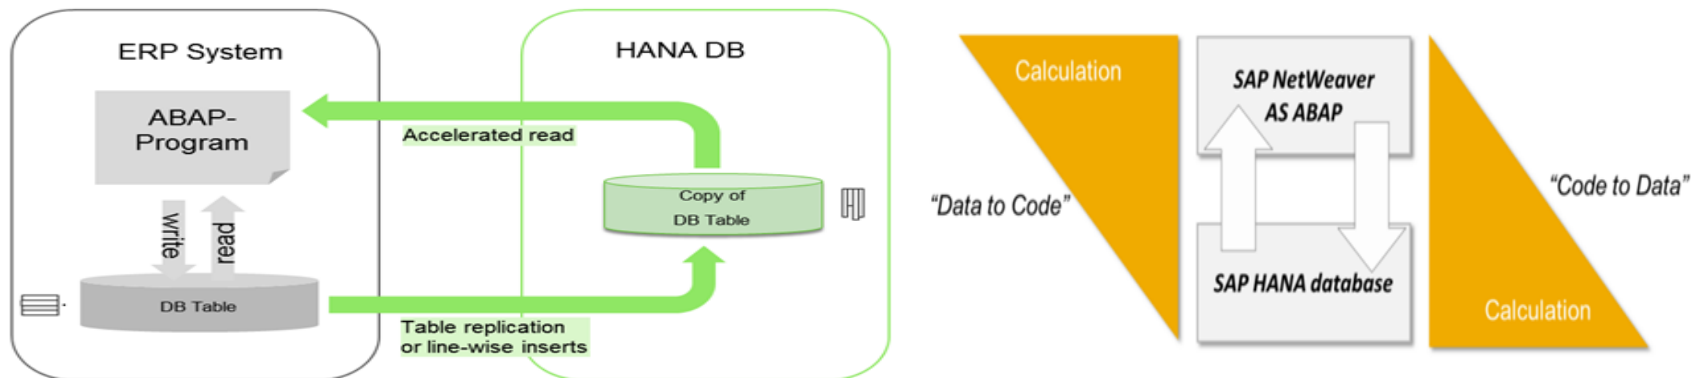 ERP System
ABAP-
Program
write
read
DB Table
Accelerated read
Table replication
or line-wise inserts
HANA DB
Copy of
DB Table
Calculation
"Data to Code"
SAP NetWeaver
AS ABAP
SAP HANA database
"Code to Data"
Calculation